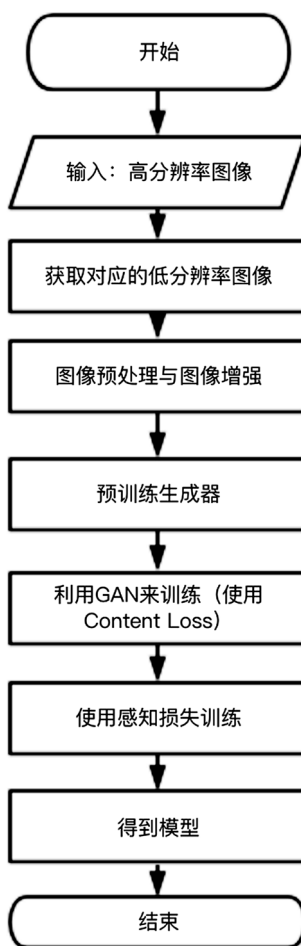 开始
输入：高分辨率图像
获取对应的低分辨率图像
图像预处理与图像增强
预训练生成器
利用GAN来训练（使用
Content Loss）
使用感知损失训练
得到模型
结束